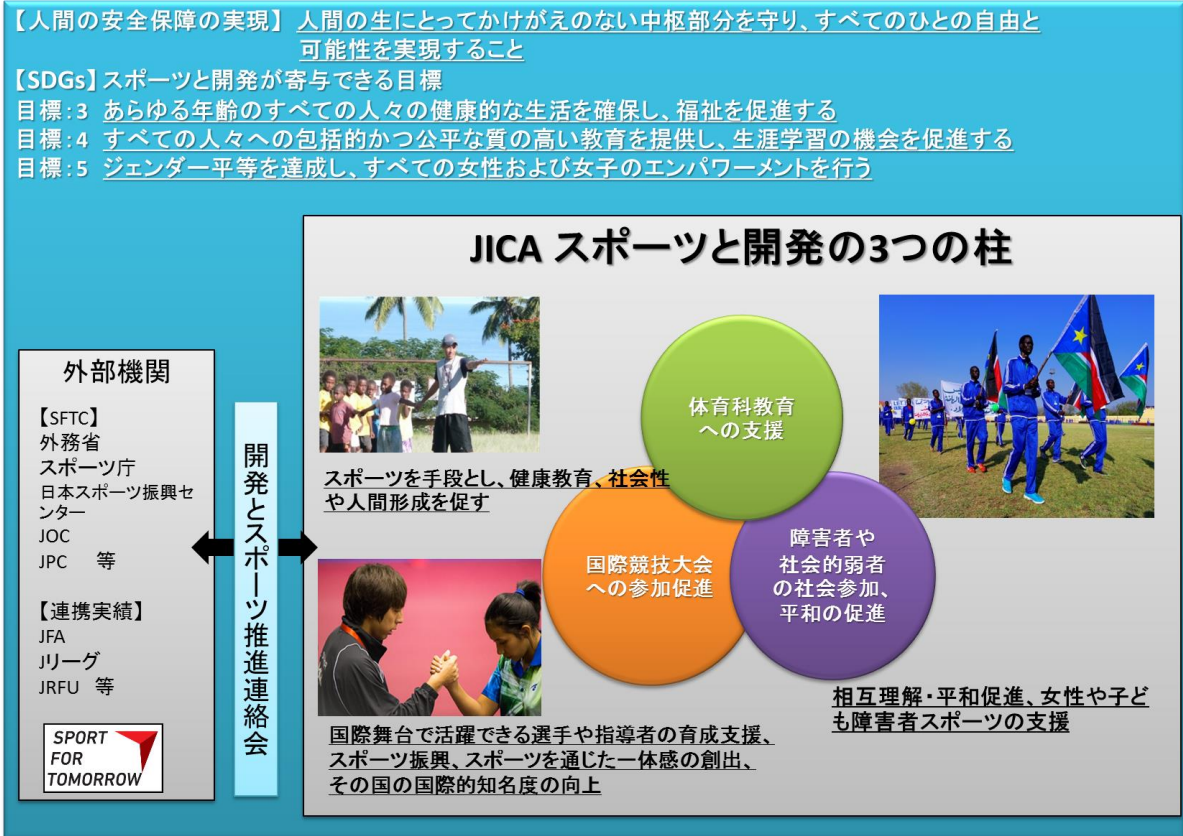 【人間の安全保障の実現】 人間の生にとってかけがえのない中枢部分を守り、すべてのひとの自由と
可能性を実現すること
【SDGs】スポーツと開発が寄与できる目標
目標:3 あらゆる年齢のすべての人々の健康的な生活を確保し、福祉を促進する
目標:4 すべての人々への包括的かつ公平な質の高い教育を提供し、生涯学習の機会を促進する
目標:5 ジェンダー平等を達成し、すべての女性および女子のエンパワーメントを行う
外部機関
【SFTC】
外務省
スポーツ庁
日本スポーツ振興セ
ンター
JOC
JPC 等
【連携実績】
JFA
Jリーグ
JRFU 等
SPORT
FOR
TOMORROW
開発とスポーツ推進連絡会
JICA スポーツと開発の3つの柱
体育科教育
への支援
スポーツを手段とし、健康教育、社会性
や人間形成を促す
国際競技大会
への参加促進
障害者や
社会的弱者
の社会参加、
平和の促進
国際舞台で活躍できる選手や指導者の育成支援、
スポーツ振興、スポーツを通じた一体感の創出、
その国の国際的知名度の向上
相互理解・平和促進、女性や子ど
も障害者スポーツの支援